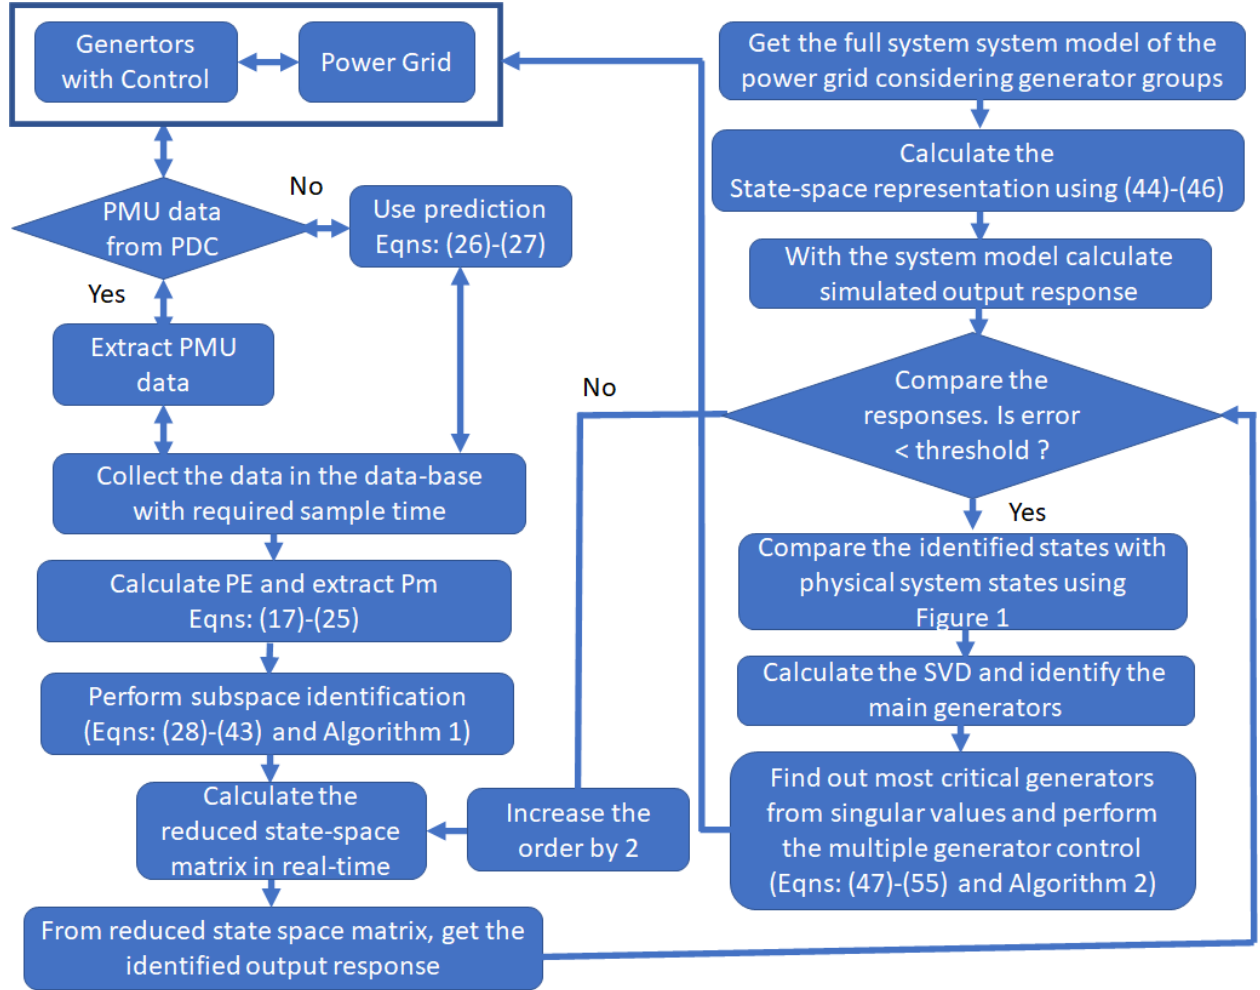 Genertors
with Control
Power Grid
PMU data
from PDC
No
Use prediction
Eqns: (26)-(27)
Yes
Extract PMU
data
Collect the data in the data-base
with required sample time
Calculate PE and extract Pm
Eqns: (17)-(25)
Perform subspace identification
(Eqns: (28)-(43) and Algorithm 1)
Calculate the
reduced state-space
matrix in real-time
Increase the
order by 2
From reduced state space matrix, get the
identified output response
Get the full system system model of the
power grid considering generator groups
Calculate the
State-space representation using (44)-(46)
With the system model calculate
simulated output response
Compare the
responses. Is error
< threshold ?
No
Yes
Compare the identified states with
physical system states using
Figure 1
Calculate the SVD and identify the
main generators
Find out most critical generators
from singular values and perform
the multiple generator control
(Eqns: (47)-(55) and Algorithm 2)